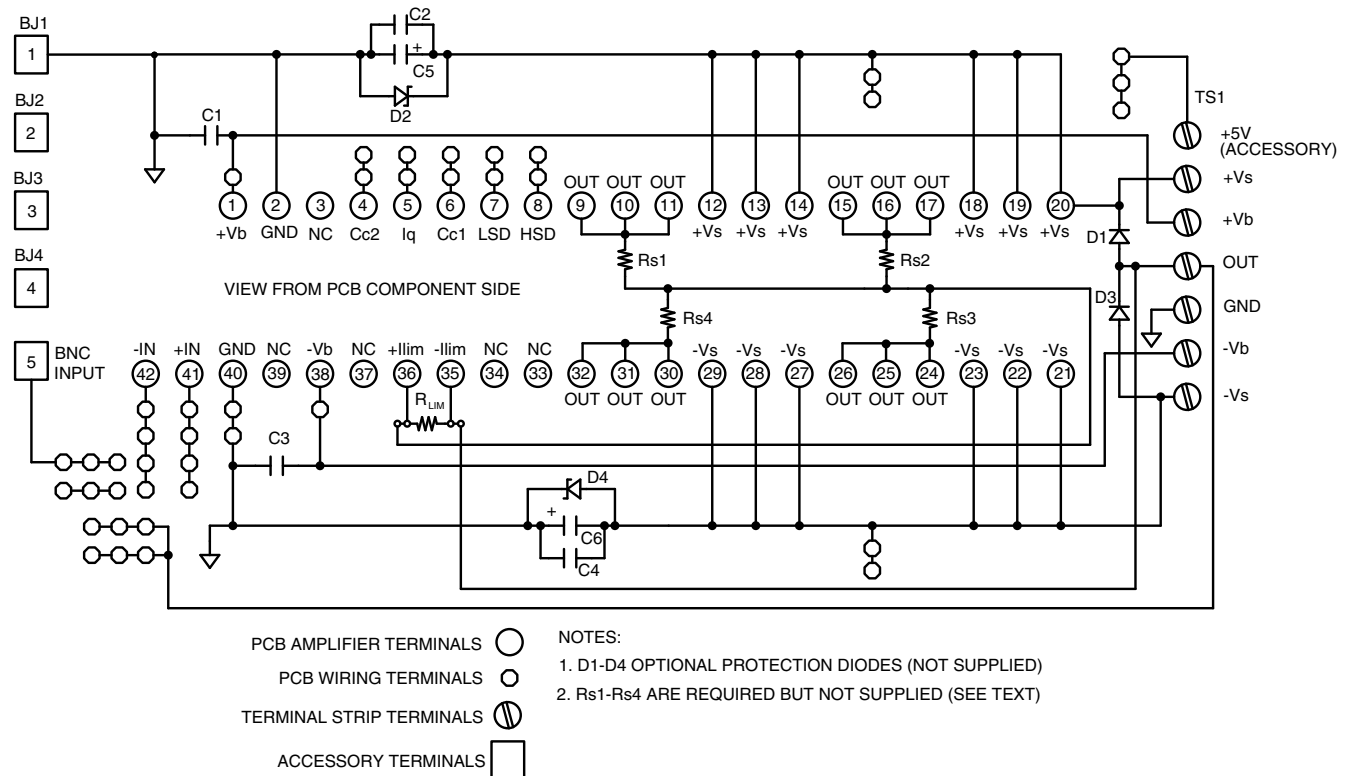 C2
BJ1
1
+
C5
TS1
BJ2
D2
2
C1
+5V
(ACCESSORY)
BJ3
OUT OUT OUT
OUT OUT OUT
+Vs
3
1 2 3 4 5 6 7 8 9 10 11 12 13 14 15 16 17 18 19 20
+Vb GND NC Cc2 Iq Cc1 LSD HSD
+Vs +Vs +Vs
+Vs +Vs +Vs
+Vb
D1
BJ4
Rs1
Rs2
OUT
4
VIEW FROM PCB COMPONENT SIDE
D3
GND
Rs4
Rs3
5
BNC
INPUT
-IN +IN GND NC -Vb NC +Ilim -Ilim NC NC
-Vs -Vs -Vs
-Vs -Vs -Vs
-Vb
42 41 40 39 38 37 36 35 34 33 32 31 30 29 28 27 26 25 24 23 22 21
OUT OUT OUT
OUT OUT OUT
-Vs
RLIM
C3
D4
+
C6
C4
PCB AMPLIFIER TERMINALS
PCB WIRING TERMINALS
TERMINAL STRIP TERMINALS
ACCESSORY TERMINALS
NOTES:
1. D1-D4 OPTIONAL PROTECTION DIODES (NOT SUPPLIED)
2. Rs1-Rs4 ARE REQUIRED BUT NOT SUPPLIED (SEE TEXT)